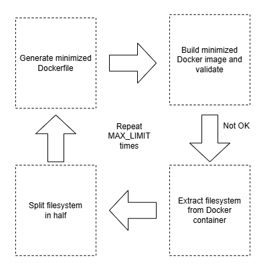 Generate minimized
Dockerfile
Build minimized
Docker image and
validate
Not OK
Repeat
MAX_LIMIT
times
Split filesystem
in half
Extract filesystem
from Docker
container